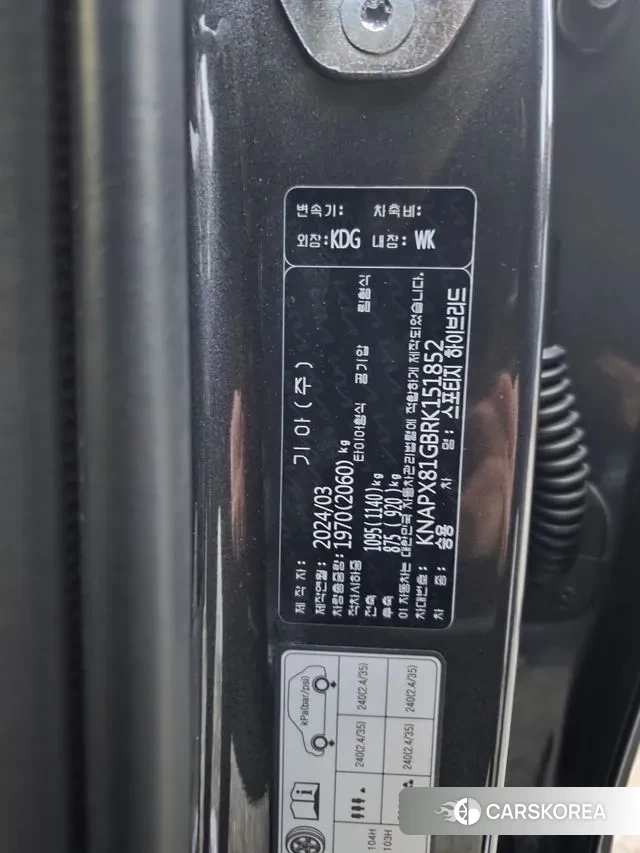 변속기: 차축비:
외장:KDG 내장:WK
제 작 자: 기 아 ( 주 )
제작연월: 2024/03
차량총중량: 1970(2060) kg
적차시하중 타이어형식 공기압 림형식
전축 1095(1140)kg
후축 875( 920)kg
이 자동차는 대한민국 자동차관리법령에 적합하게 제작되었습니다.
차대번호: KNAPX81GBRK151852
차 종: 승용 차 명: 스포티지 하이브리드
kPa(bar/psi)
240(2.4/35) 240(2.4/35)
240(2.4/35) 240(2.4/35)
104H
103H
CARSKOREA